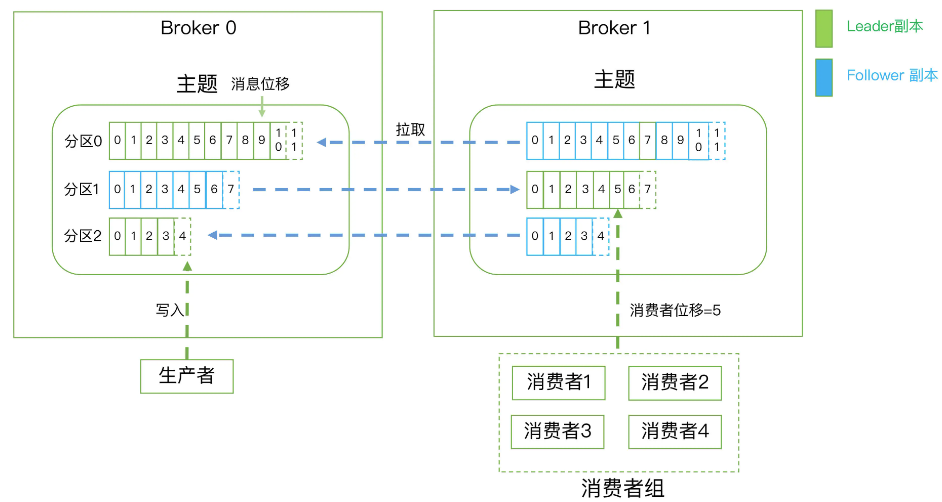 Broker 0
Broker 1
Leader副本
Follower 副本
主题
消息位移
主题
分区0 0 1 2 3 4 5 6 7 8 9 10 11
拉取
0 1 2 3 4 5 6 7 8 9 10 11
分区1 0 1 2 3 4 5 6 7
0 1 2 3 4 5 6 7
分区2 0 1 2 3 4
0 1 2 3 4
写入
消费者位移=5
生产者
消费者1
消费者2
消费者3
消费者4
消费者组